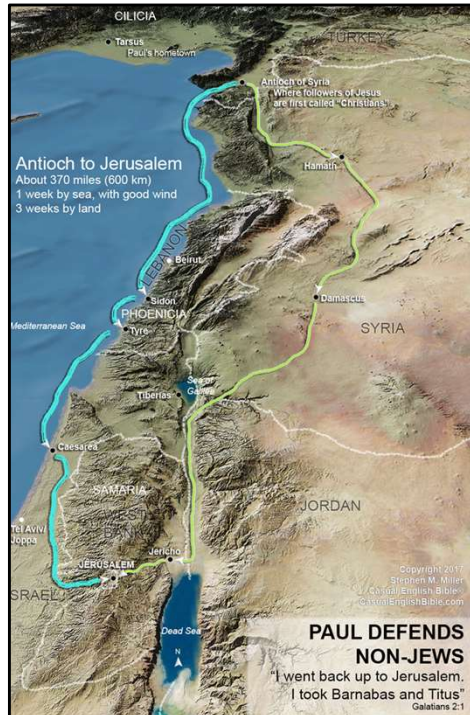 CILICIA
TURKEY
Tarsus
Paul's hometown
Antioch of Syria
Where followers of Jesus
are first called "Christians."
Hamath
Antioch to Jerusalem
About 370 miles (600 km)
1 week by sea, with good wind
3 weeks by land
LEBANON
Beirut
Sidon
PHOENICIA
Damascus
Mediterranean Sea
Tyre
SYRIA
Sea of
Galilee
Tiberias
Caesarea
SAMARIA
WEST
BANK
JORDAN
Tel Aviv/
Joppa
Jericho
JERUSALEM
ISRAEL
Copyright 2017
Stephen M. Miller
Casual English Bible®
CasualEnglishBible.com
Dead Sea
N
PAUL DEFENDS
NON-JEWS
"I went back up to Jerusalem.
I took Barnabas and Titus"
Galatians 2:1